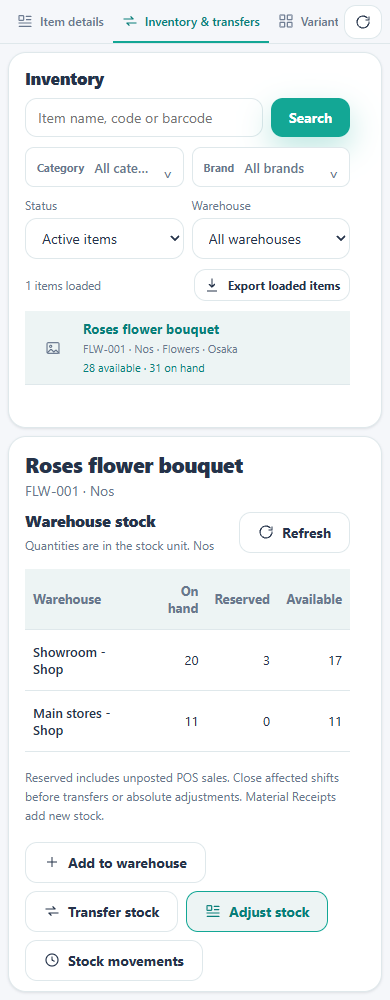 Item details
Inventory & transfers
Variant
Inventory
Item name, code or barcode
Search
Category All cate...
Brand All brands
Status
Warehouse
Active items
All warehouses
1 items loaded
Export loaded items
Roses flower bouquet
FLW-001 · Nos · Flowers · Osaka
28 available · 31 on hand
Roses flower bouquet
FLW-001 · Nos
Warehouse stock
Quantities are in the stock unit. Nos
Refresh
Warehouse
On
hand
Reserved
Available
Showroom -
Shop
20
3
17
Main stores -
Shop
11
0
11
Reserved includes unposted POS sales. Close affected shifts
before transfers or absolute adjustments. Material Receipts
add new stock.
Add to warehouse
Transfer stock
Adjust stock
Stock movements